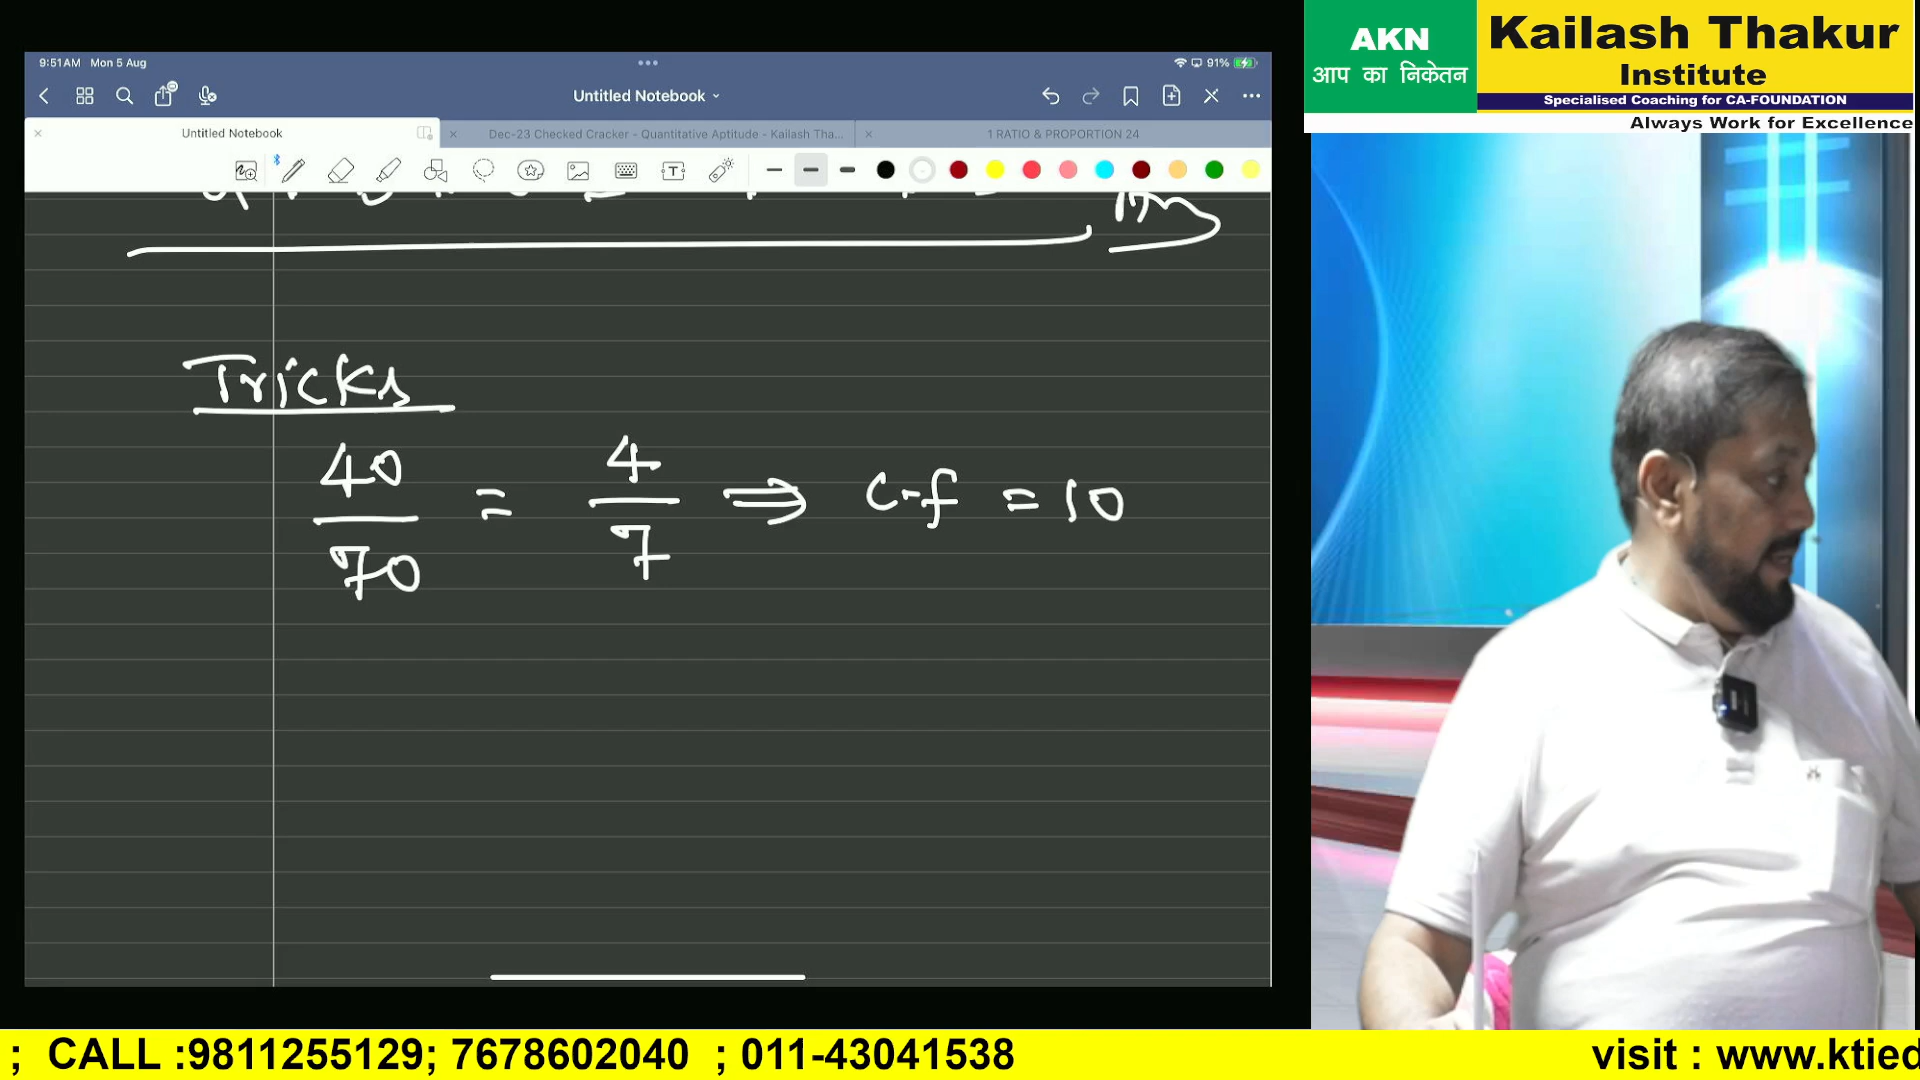 AKN
आप का निकेतन
Kailash Thakur
Institute
Specialised Coaching for CA-FOUNDATION
Always Work for Excellence
9:51AM Mon 5 Aug
91%
Untitled Notebook
Untitled Notebook
Dec-23 Checked Cracker - Quantitative Aptitude - Kailash Tha...
1 RATIO & PROPORTION 24
Tricks
40/70 = 4/7 ⇒ C-f = 10
; CALL :9811255129; 7678602040 ; 011-43041538
visit : www.ktied